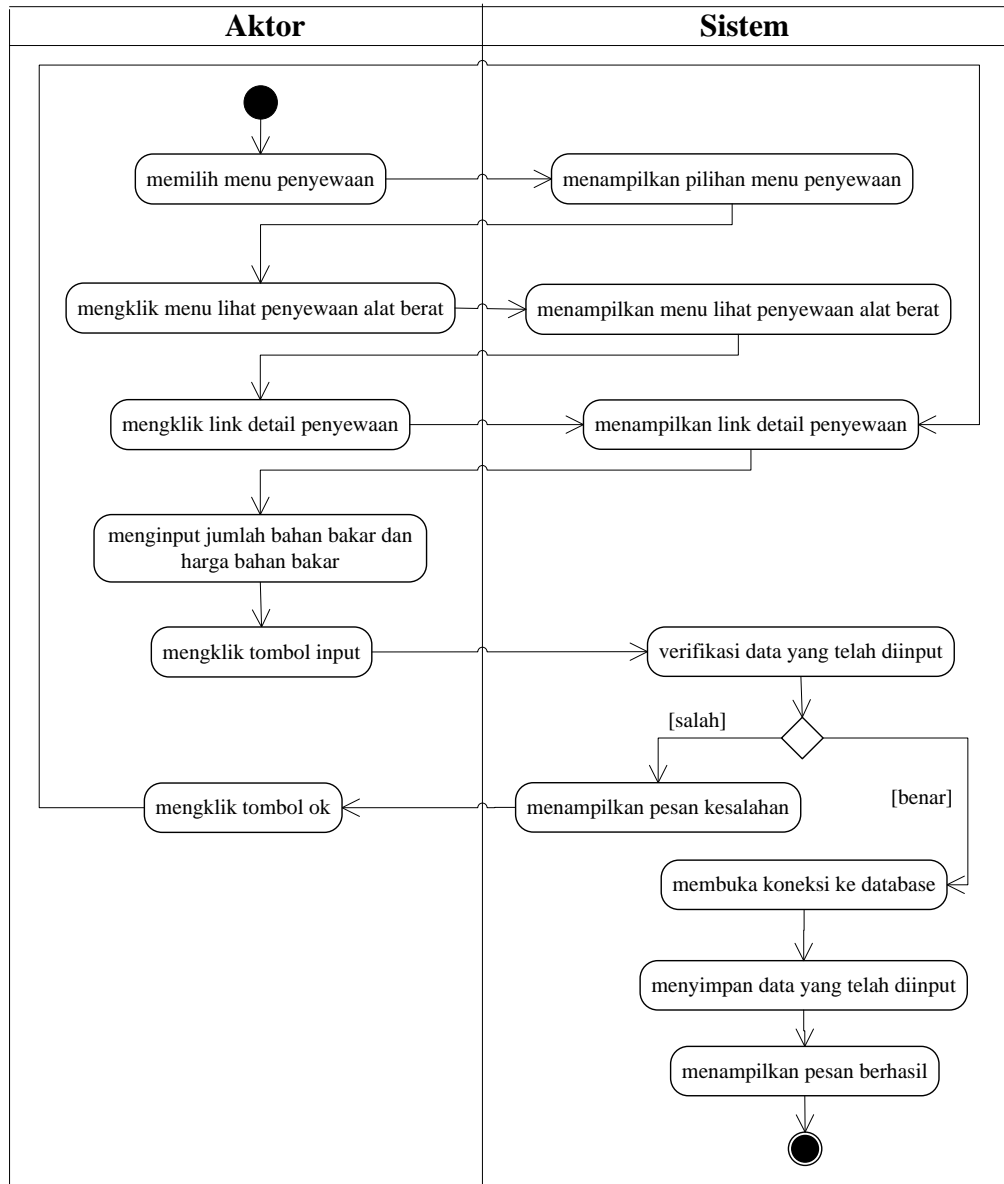 Aktor
Sistem
memilih menu penyewaan
menampilkan pilihan menu penyewaan
mengklik menu lihat penyewaan alat berat
menampilkan menu lihat penyewaan alat berat
mengklik link detail penyewaan
menampilkan link detail penyewaan
menginput jumlah bahan bakar dan
harga bahan bakar
mengklik tombol input
verifikasi data yang telah diinput
[salah]
[benar]
mengklik tombol ok
menampilkan pesan kesalahan
membuka koneksi ke database
menyimpan data yang telah diinput
menampilkan pesan berhasil